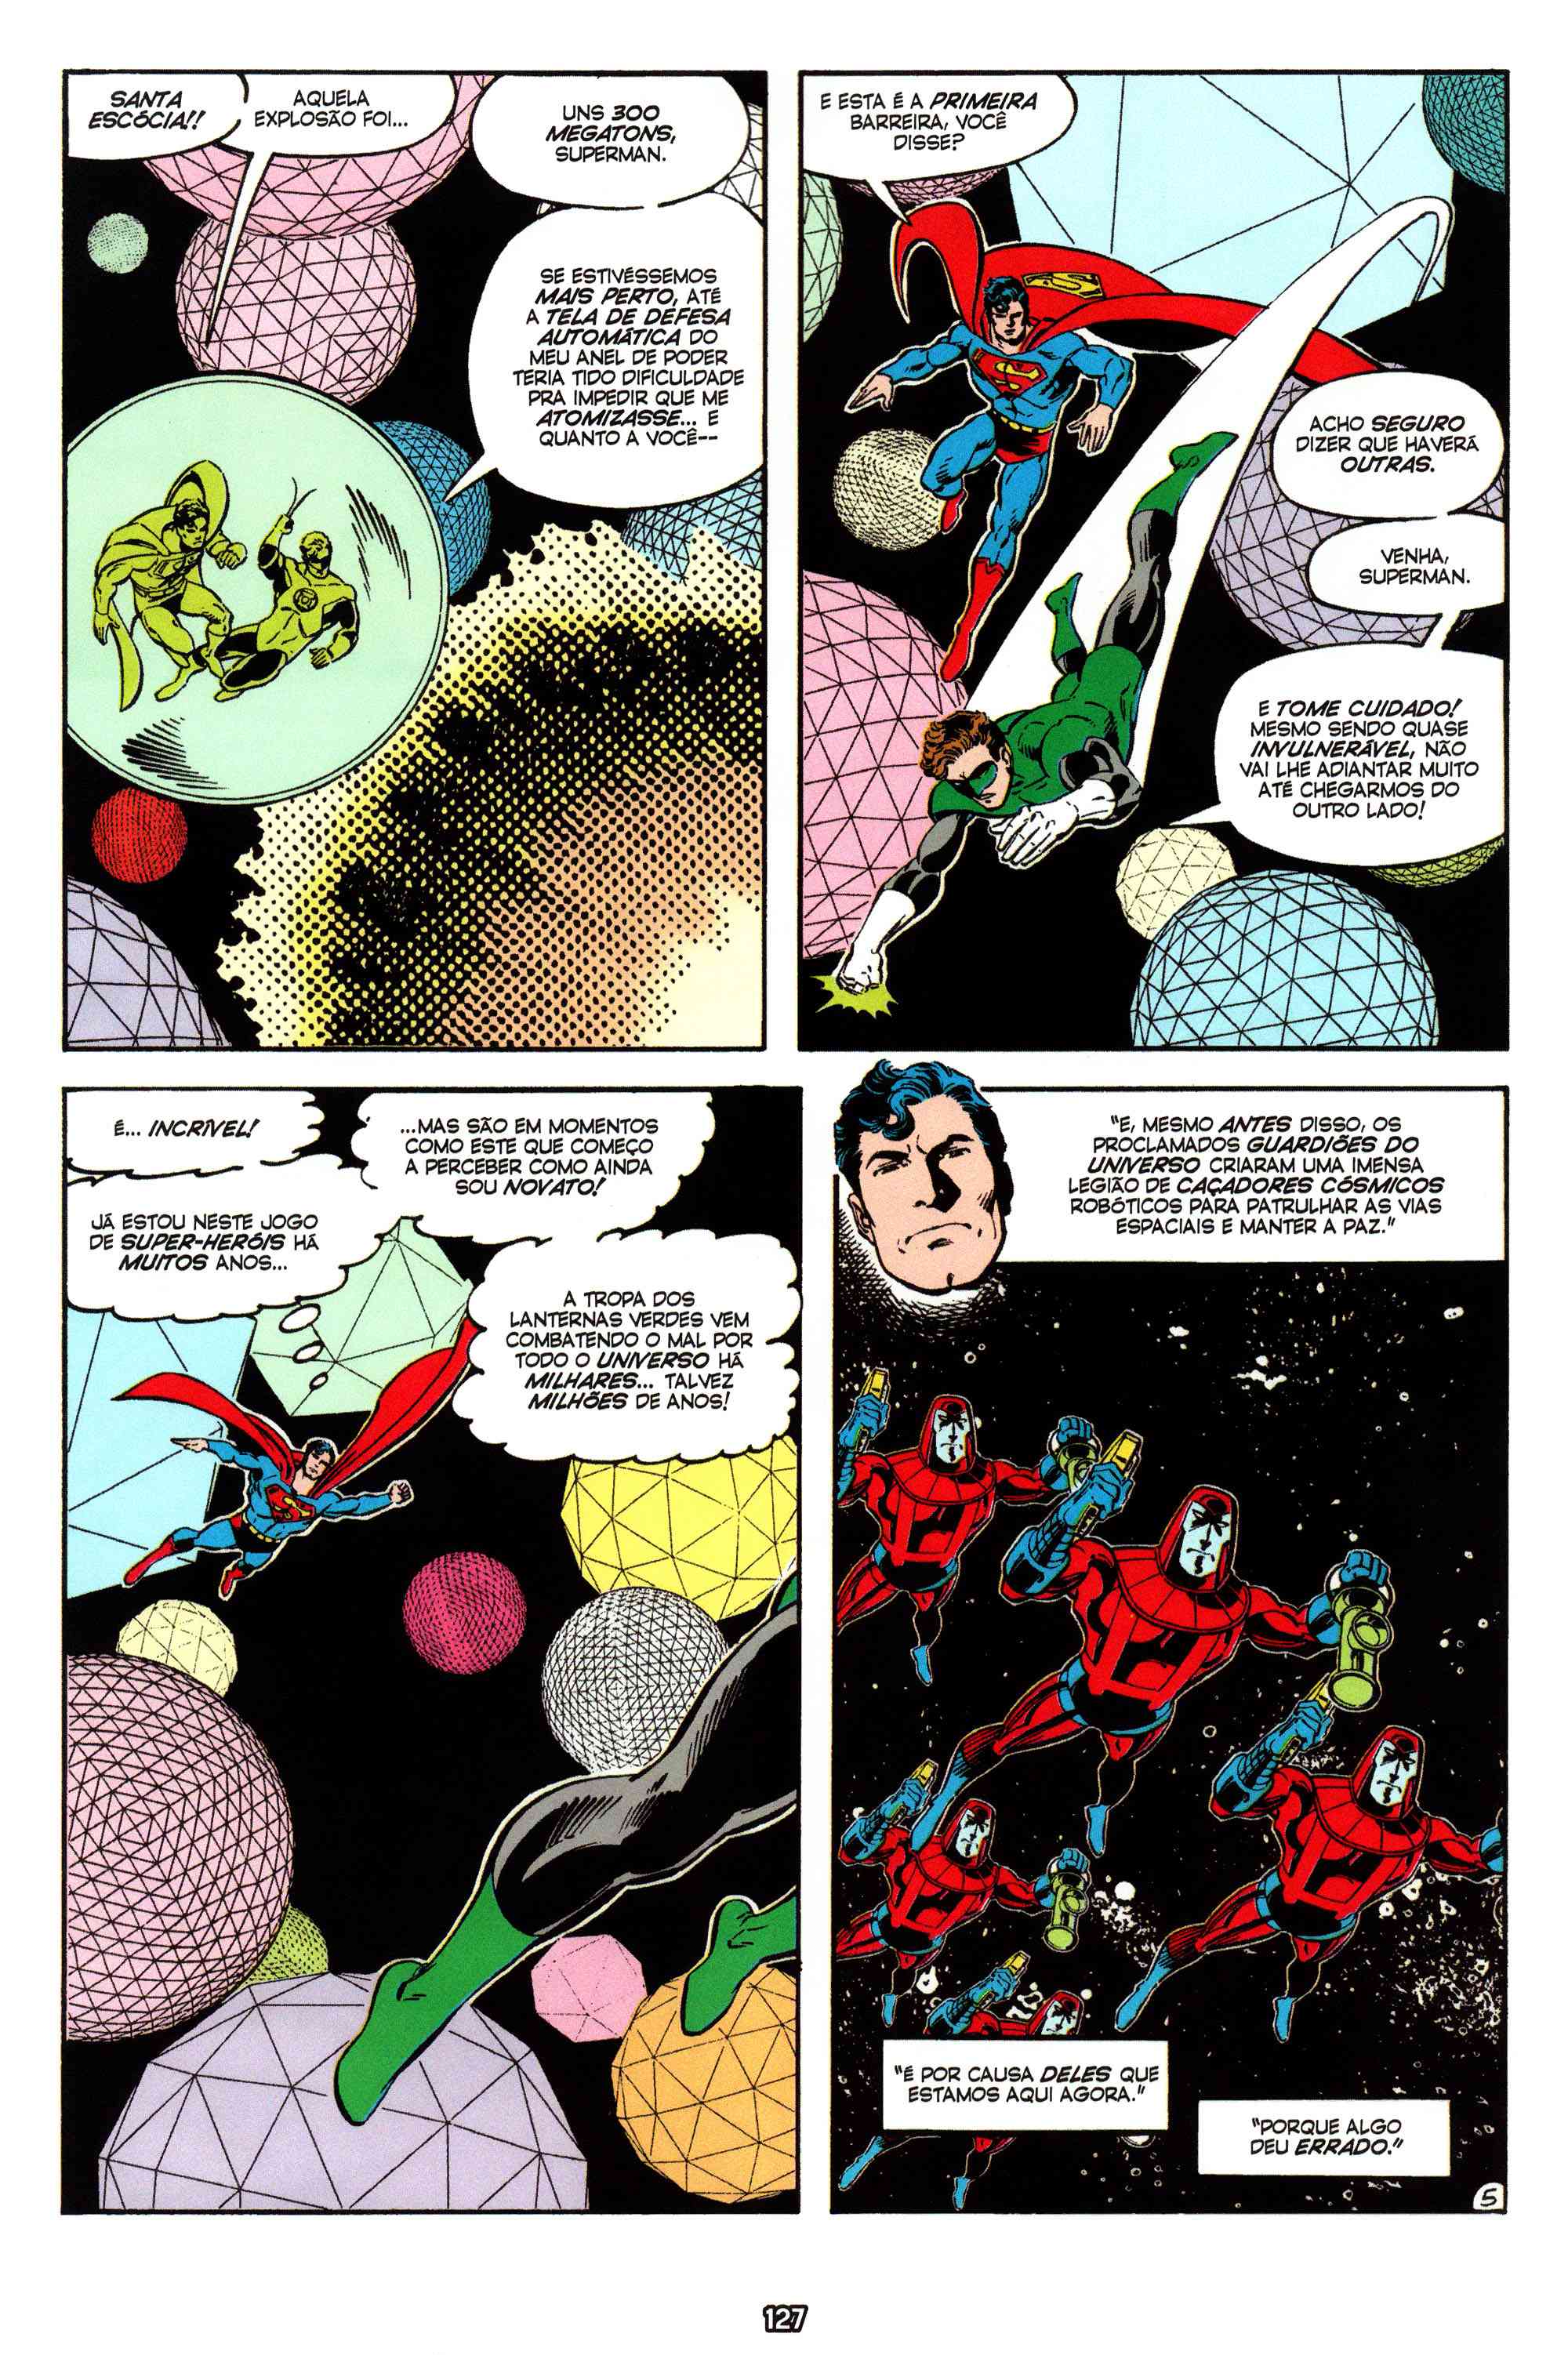 SANTA
ESCÓCIA!!
AQUELA
EXPLOSÃO FOI...
UNS 300
MEGATONS,
SUPERMAN.
SE ESTIVÉSSEMOS
MAIS PERTO, ATÉ
A TELA DE DEFESA
AUTOMÁTICA DO
MEU ANEL DE PODER
TERIA TIDO DIFICULDADE
PRA IMPEDIR QUE ME
ATOMIZASSE... E
QUANTO A VOCÊ--
E ESTA É A PRIMEIRA
BARREIRA, VOCÊ
DISSE?
S
S
ACHO SEGURO
DIZER QUE HAVERÁ
OUTRAS.
VENHA,
SUPERMAN.
E TOME CUIDADO!
MESMO SENDO QUASE
INVULNERÁVEL, NÃO
VAI LHE ADIANTAR MUITO
ATÉ CHEGARMOS DO
OUTRO LADO!
É... INCRÍVEL!
JÁ ESTOU NESTE JOGO
DE SUPER-HERÓIS HÁ
MUITOS ANOS...
...MAS SÃO EM MOMENTOS
COMO ESTE QUE COMEÇO
A PERCEBER COMO AINDA
SOU NOVATO!
A TROPA DOS
LANTERNAS VERDES VEM
COMBATENDO O MAL POR
TODO O UNIVERSO HÁ
MILHARES... TALVEZ
MILHÕES DE ANOS!
S
"E, MESMO ANTES DISSO, OS
PROCLAMADOS GUARDIÕES DO
UNIVERSO CRIARAM UMA IMENSA
LEGIÃO DE CAÇADORES CÓSMICOS
ROBÓTICOS PARA PATRULHAR AS VIAS
ESPACIAIS E MANTER A PAZ."
"É POR CAUSA DELES QUE
ESTAMOS AQUI AGORA."
"PORQUE ALGO
DEU ERRADO."
5
127